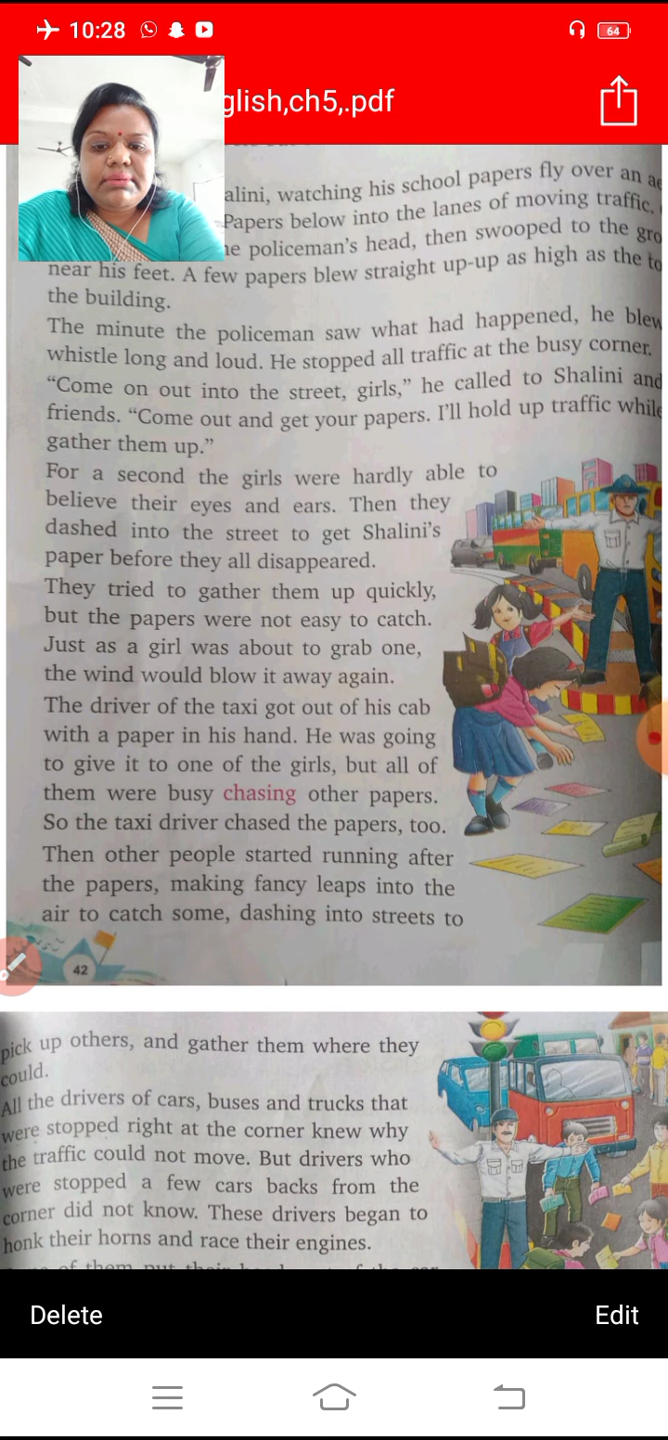 10:28
64
glish,ch5,.pdf
alini, watching his school papers fly over an
Papers below into the lanes of moving traffic.
policeman's head, then swooped to the
near his feet. A few papers blew straight up-up as high as the
the building.
The minute the policeman saw what had happened, he blew
whistle long and loud. He stopped all traffic at the busy corner.
"Come on out into the street, girls," he called to Shalini and
friends. "Come out and get your papers. I'll hold up traffic while
gather them up."
For a second the girls were hardly able to
believe their eyes and ears. Then they
dashed into the street to get Shalini's
paper before they all disappeared.
They tried to gather them up quickly,
but the papers were not easy to catch.
Just as a girl was about to grab one,
the wind would blow it away again.
The driver of the taxi got out of his cab
with a paper in his hand. He was going
to give it to one of the girls, but all of
them were busy chasing other papers.
So the taxi driver chased the papers, too.
Then other people started running after
the papers, making fancy leaps into the
air to catch some, dashing into streets to
42
pick up others, and gather them where they
could.
All the drivers of cars, buses and trucks that
were stopped right at the corner knew why
the traffic could not move. But drivers who
were stopped a few cars backs from the
corner did not know. These drivers began to
honk their horns and race their engines.
Delete
Edit